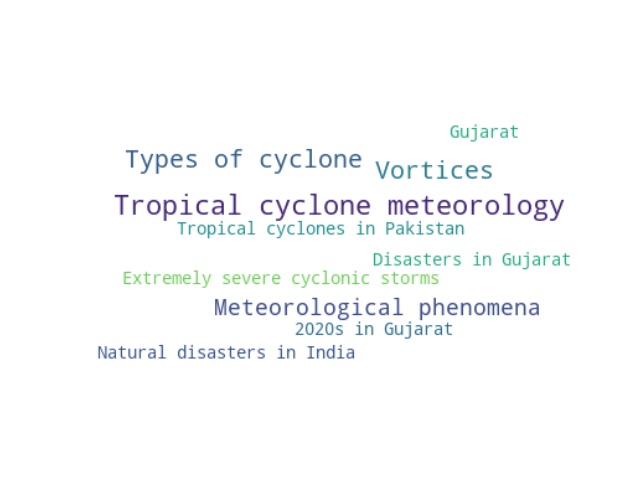 Gujarat
Types of cyclone
Vortices
Tropical cyclone meteorology
Tropical cyclones in Pakistan
Disasters in Gujarat
Extremely severe cyclonic storms
Meteorological phenomena
2020s in Gujarat
Natural disasters in India